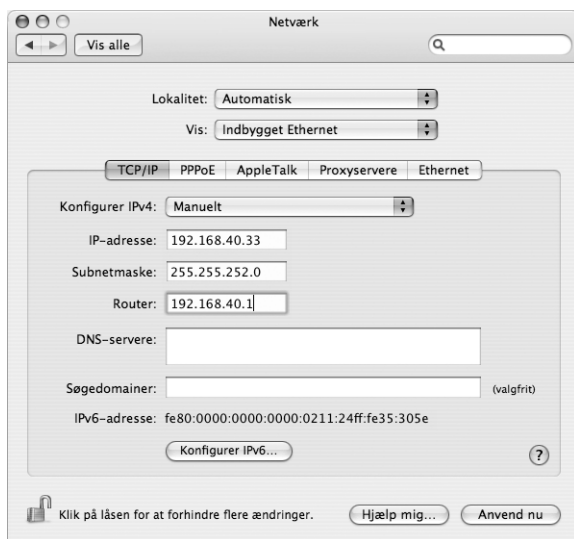 Netværk
Vis alle
Lokalitet: Automatisk
Vis: Indbygget Ethernet
TCP/IP PPPoE AppleTalk Proxyservere Ethernet
Konfigurer IPv4: Manuelt
IP-adresse: 192.168.40.33
Subnetmaske: 255.255.252.0
Router: 192.168.40.1
DNS-servere:
Søgedomainer: (valgfrit)
IPv6-adresse: fe80:0000:0000:0000:0211:24ff:fe35:305e
Konfigurer IPv6... ?
Klik på låsen for at forhindre flere ændringer. Hjælp mig... Anvend nu